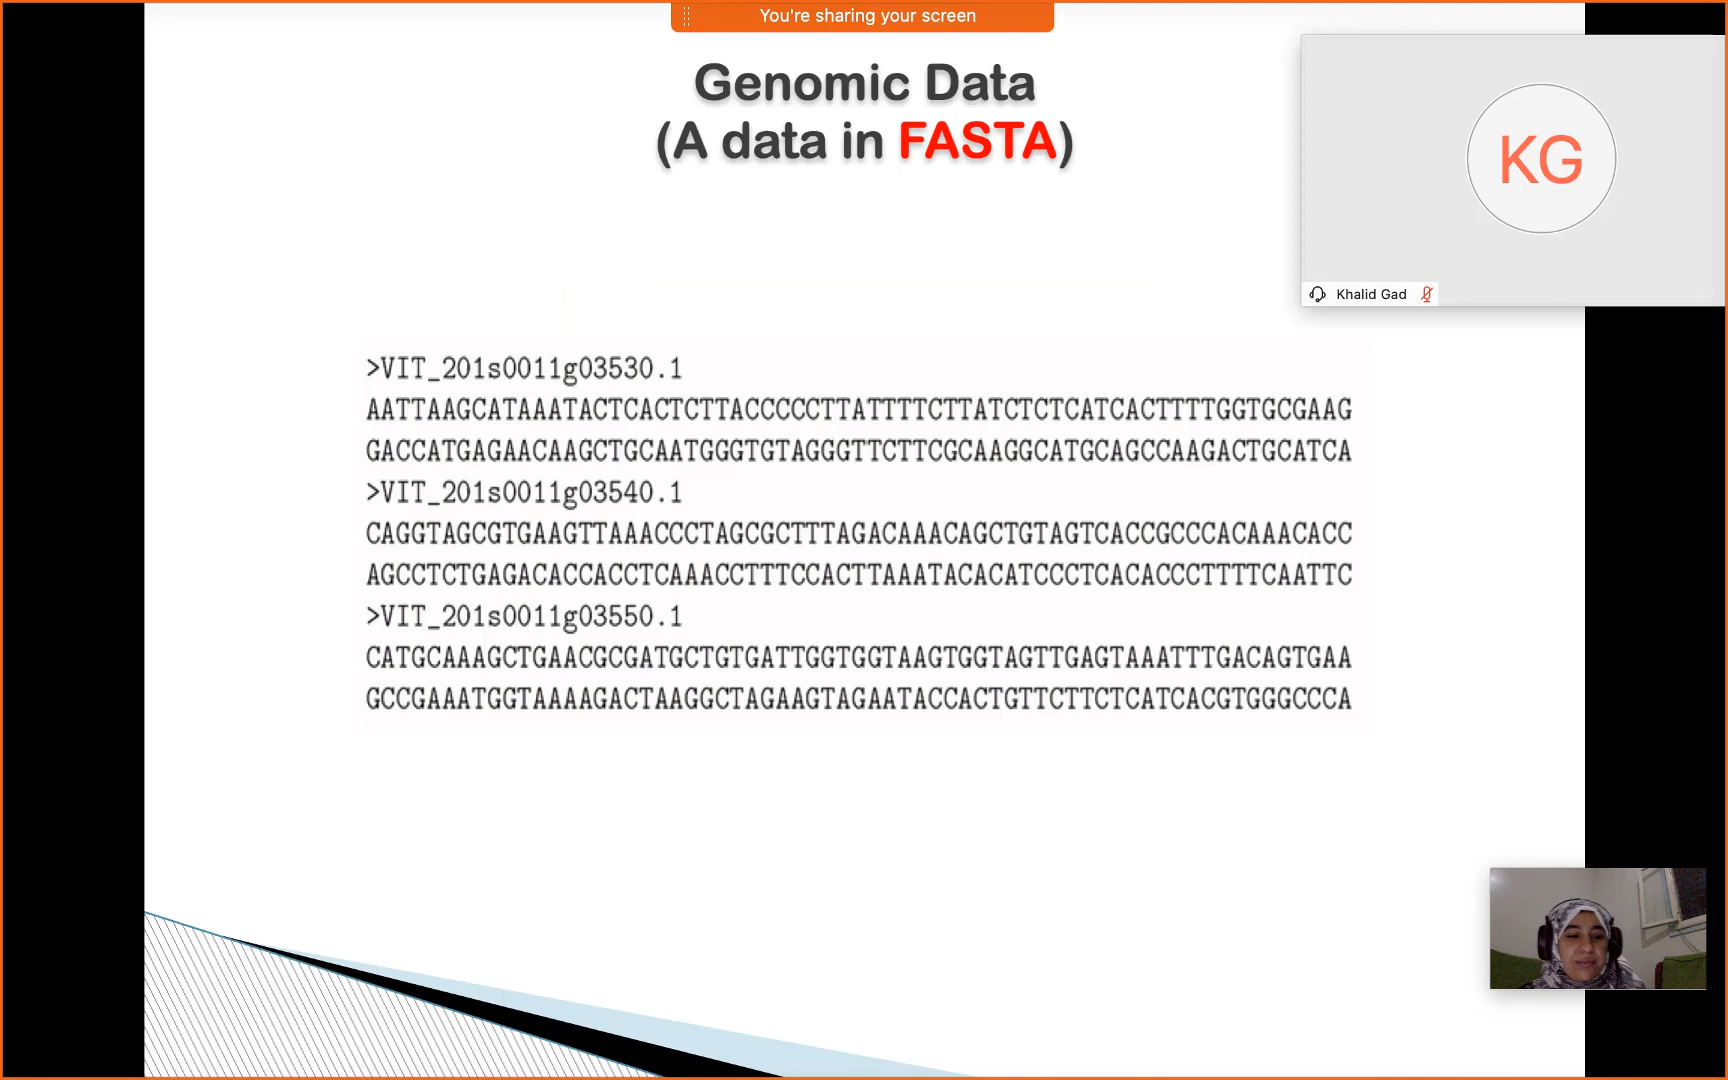 You're sharing your screen
Genomic Data
(A data in FASTA)
KG
Khalid Gad
>VIT_201s0011g03530.1
AATTAAGCATAAATACTCACTCTTACCCCCTTATTTTCTTATCTCTCATCACTTTTGGTGCGAAG
GACCATGAGAACAAGCTGCAATGGGTGTAGGGTTCTTCGCAAGGCATGCAGCCAAGACTGCATCA
>VIT_201s0011g03540.1
CAGGTAGCGTGAAGTTAAACCCTAGCGCTTTAGACAAACAGCTGTAGTCACCGCCCACAAACACC
AGCCTCTGAGACACCACCTCAAACCTTTCCACTTAAATACACATCCCTCACACCCTTTTCAATTC
>VIT_201s0011g03550.1
CATGCAAAGCTGAACGCGATGCTGTGATTGGTGGTAAGTGGTAGTTGAGTAAATTTGACAGTGAA
GCCGAAATGGTAAAAGACTAAGGCTAGAAGTAGAATACCACTGTTCTTCTCATCACGTGGGCCCA